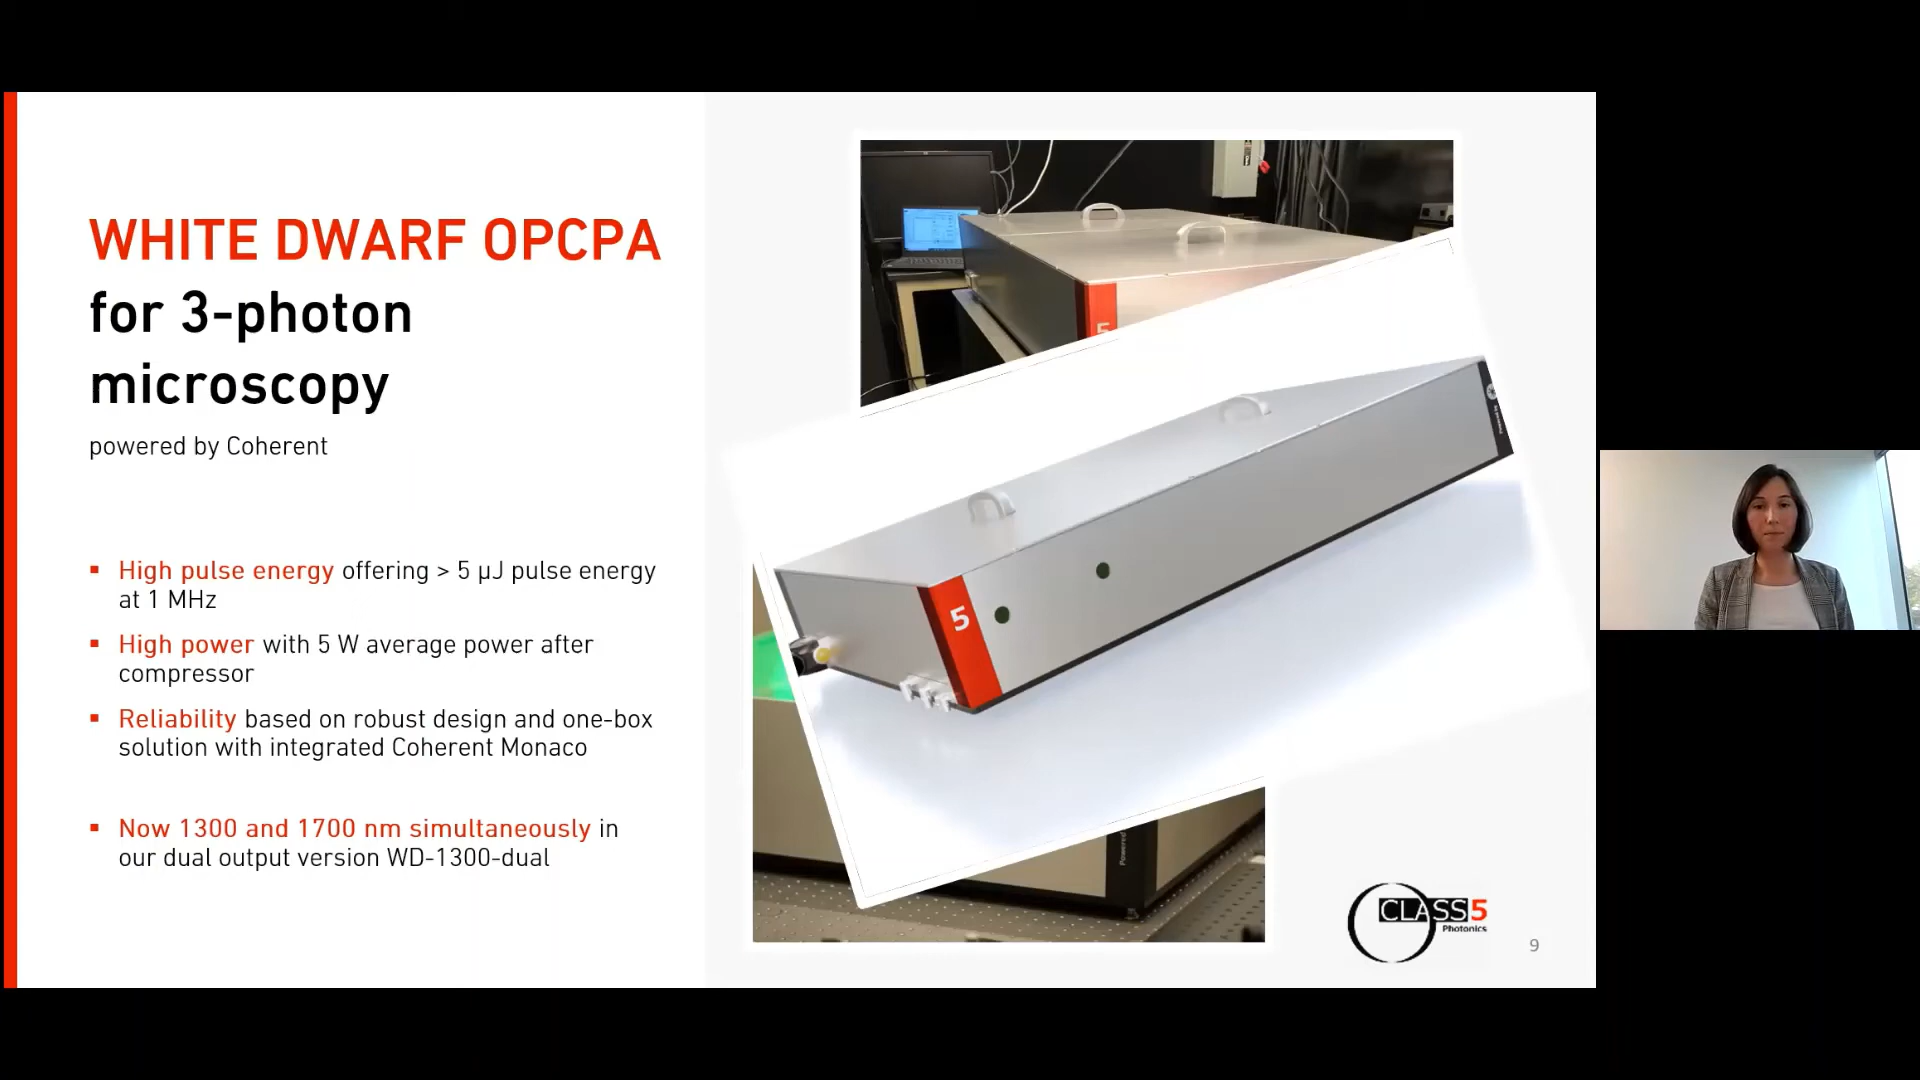 WHITE DWARF OPCPA
for 3-photon
microscopy
powered by Coherent
▪ High pulse energy offering > 5 µJ pulse energy
at 1 MHz
▪ High power with 5 W average power after
compressor
▪ Reliability based on robust design and one-box
solution with integrated Coherent Monaco
▪ Now 1300 and 1700 nm simultaneously in
our dual output version WD-1300-dual
5
5
Powered
CLASS5
Photonics
9